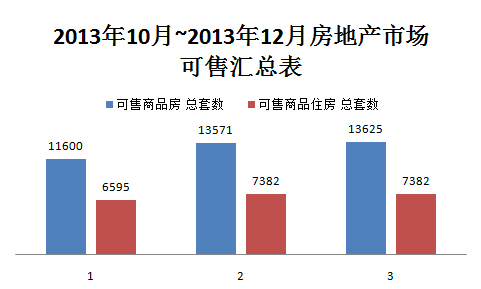 2013年10月~2013年12月房地产市场
可售汇总表
可售商品房 总套数 可售商品住房 总套数
11600 6595 13571 7382 13625 7382
1 2 3